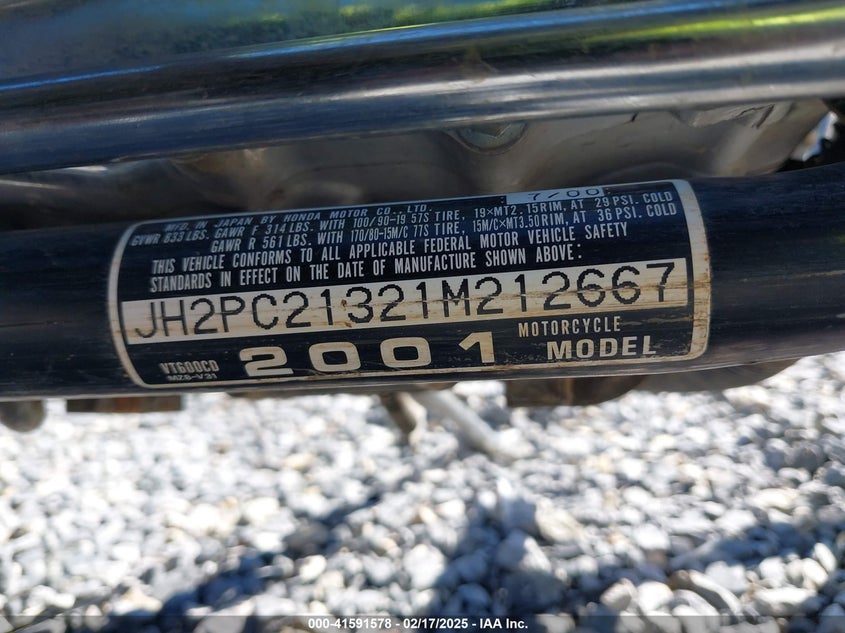 7/00
MFD. IN JAPAN BY HONDA MOTOR CO., LTD.
GVWR 833 LBS. GAWR F 314 LBS. WITH 100/90-19 57S TIRE, 19×MT2. 15RIM, AT 29 PSI. COLD
GAWR R 561 LBS. WITH 170/80-15M/C 77S TIRE, 15M/C×MT3.50RIM, AT 36 PSI. COLD
THIS VEHICLE CONFORMS TO ALL APPLICABLE FEDERAL MOTOR VEHICLE SAFETY
STANDARDS IN EFFECT ON THE DATE OF MANUFACTURE SHOWN ABOVE:
JH2PC21321M212667
VT600CD
MZ8-V31
2001
MOTORCYCLE
MODEL
000-41591578 - 02/17/2025 - IAA Inc.